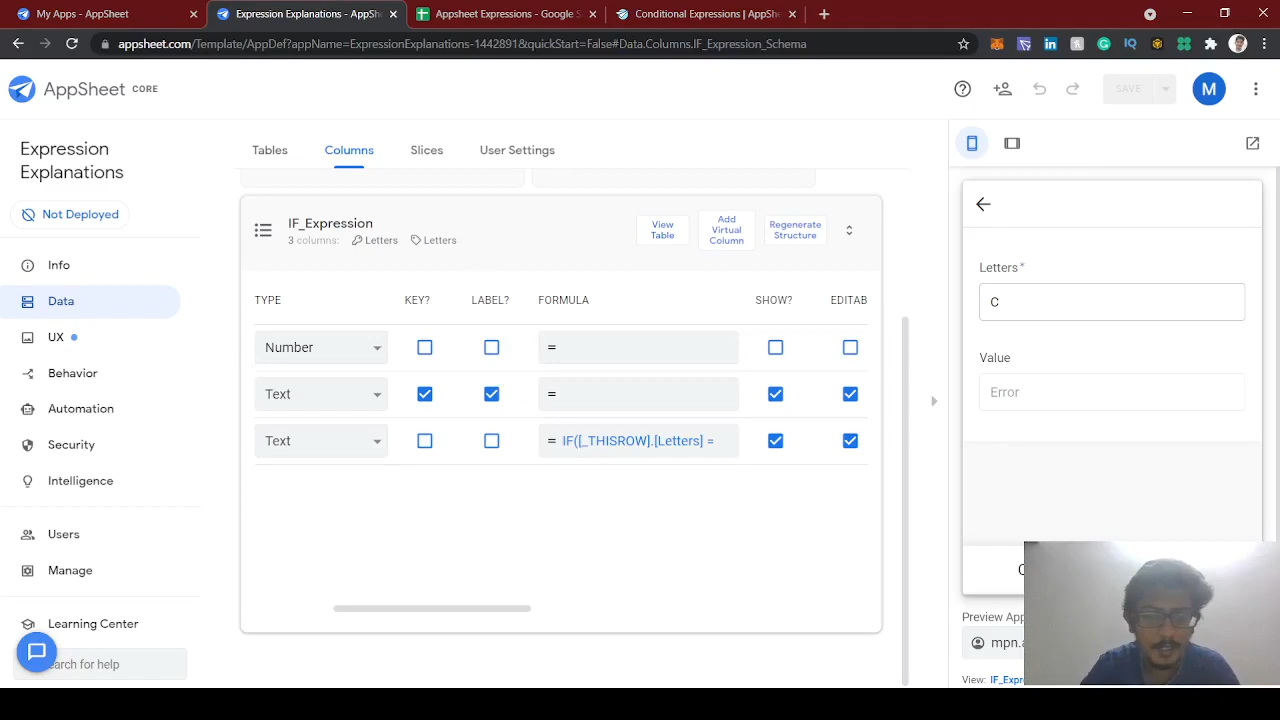 My Apps - AppSheet
Expression Explanations - AppSh
Appsheet Expressions - Google S
Conditional Expressions | AppShe
appsheet.com/Template/AppDef?appName=ExpressionExplanations-1442891&quickStart=False#Data.Columns.IF_Expression_Schema
AppSheet CORE
SAVE
M
Expression
Explanations
Not Deployed
Info
Data
UX
Behavior
Automation
Security
Intelligence
Users
Manage
Learning Center
earch for help
Tables
Columns
Slices
User Settings
IF_Expression
3 columns: Letters Letters
View
Table
Add
Virtual
Column
Regenerate
Structure
TYPE
KEY?
LABEL?
FORMULA
SHOW?
EDITAB
Number
=
Text
=
Text
= IF([_THISROW].[Letters] =
Letters*
C
Value
Error
Preview App
mpn.
View: IF_Expr